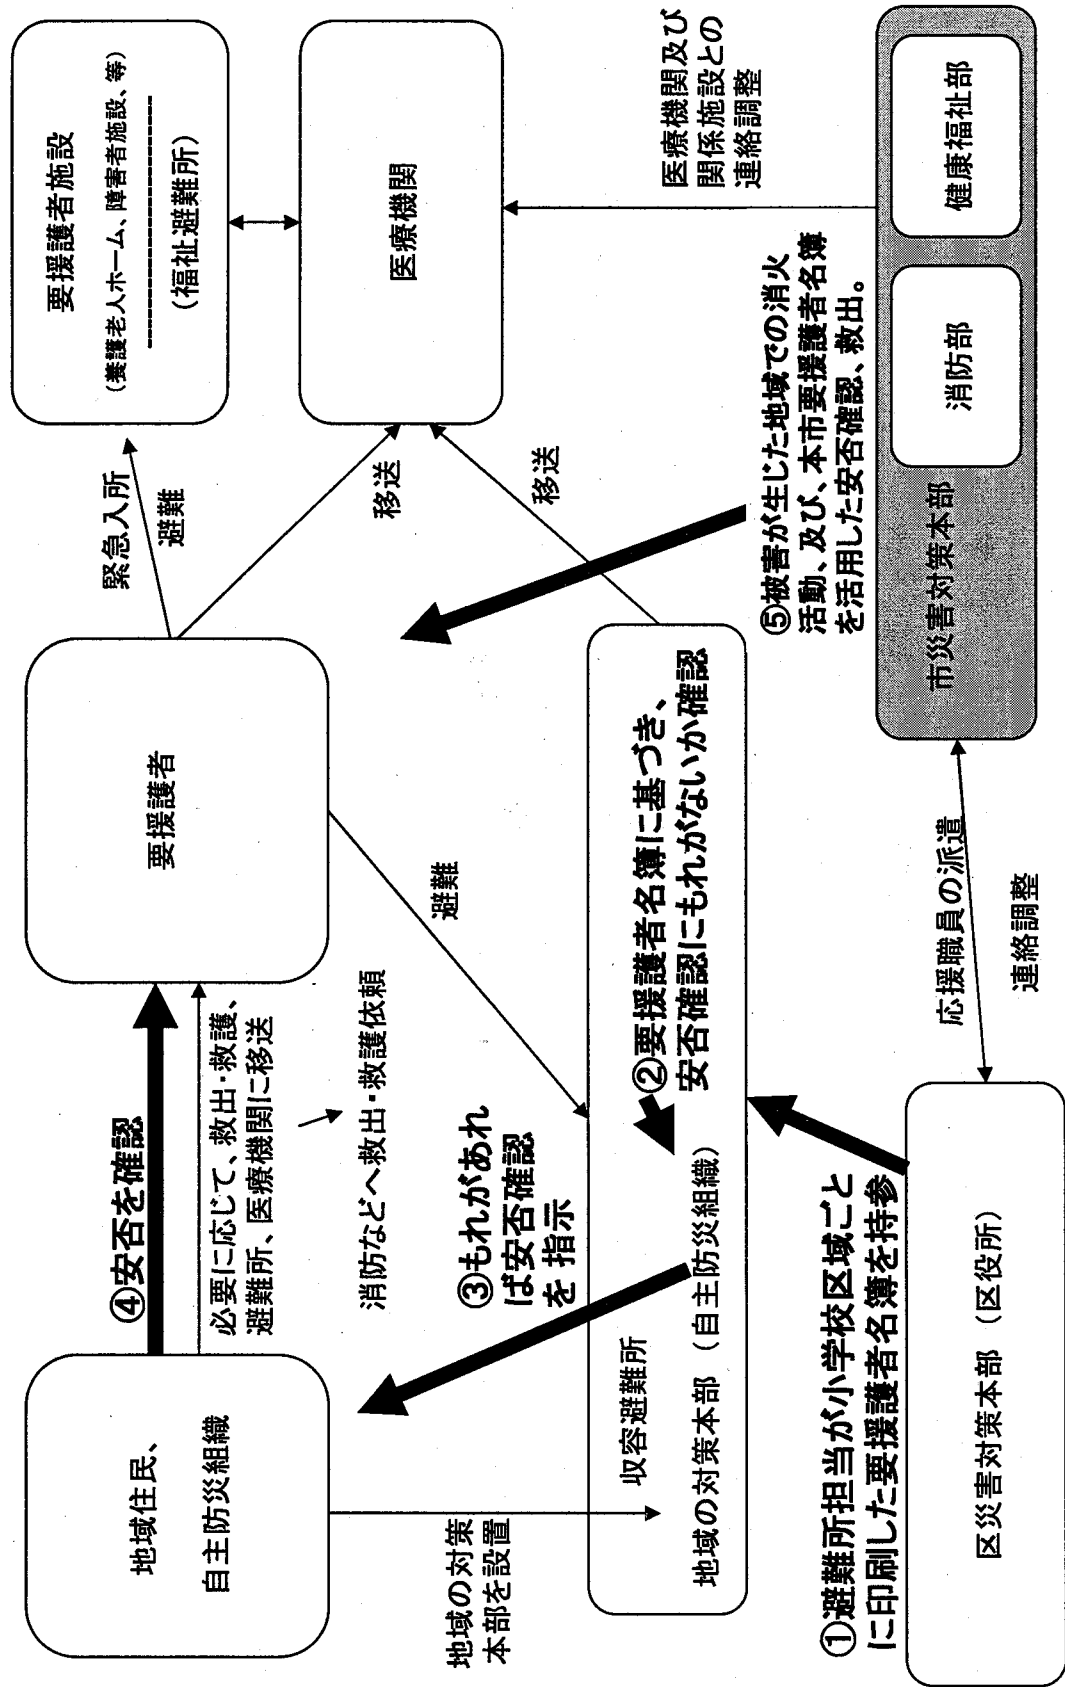 地域住民、
自主防災組織
④安否を確認
必要に応じて、救出・救護、
避難所、医療機関に移送
消防などへ救出・救護依頼
要援護者
緊急入所
避難
要援護者施設
(養護老人ホーム、障害者施設、等)
(福祉避難所)
移送
医療機関
移送
避難
③もれがあれ
ば安否確認
を 指示
地域の対策
本部を設置
収容避難所
地域の対策本部 (自主防災組織)
②要援護者名簿に基づき、
安否確認にもれがないか確認
⑤被害が生じた地域での消火
活動、及び、本市要援護者名簿
を活用した安否確認、救出。
医療機関及び
関係施設との
連絡調整
①避難所担当が小学校区域ごと
に印刷した要援護者名簿を持参
区災害対策本部 (区役所)
応援職員の派遣
連絡調整
市災害対策本部
消防部
健康福祉部